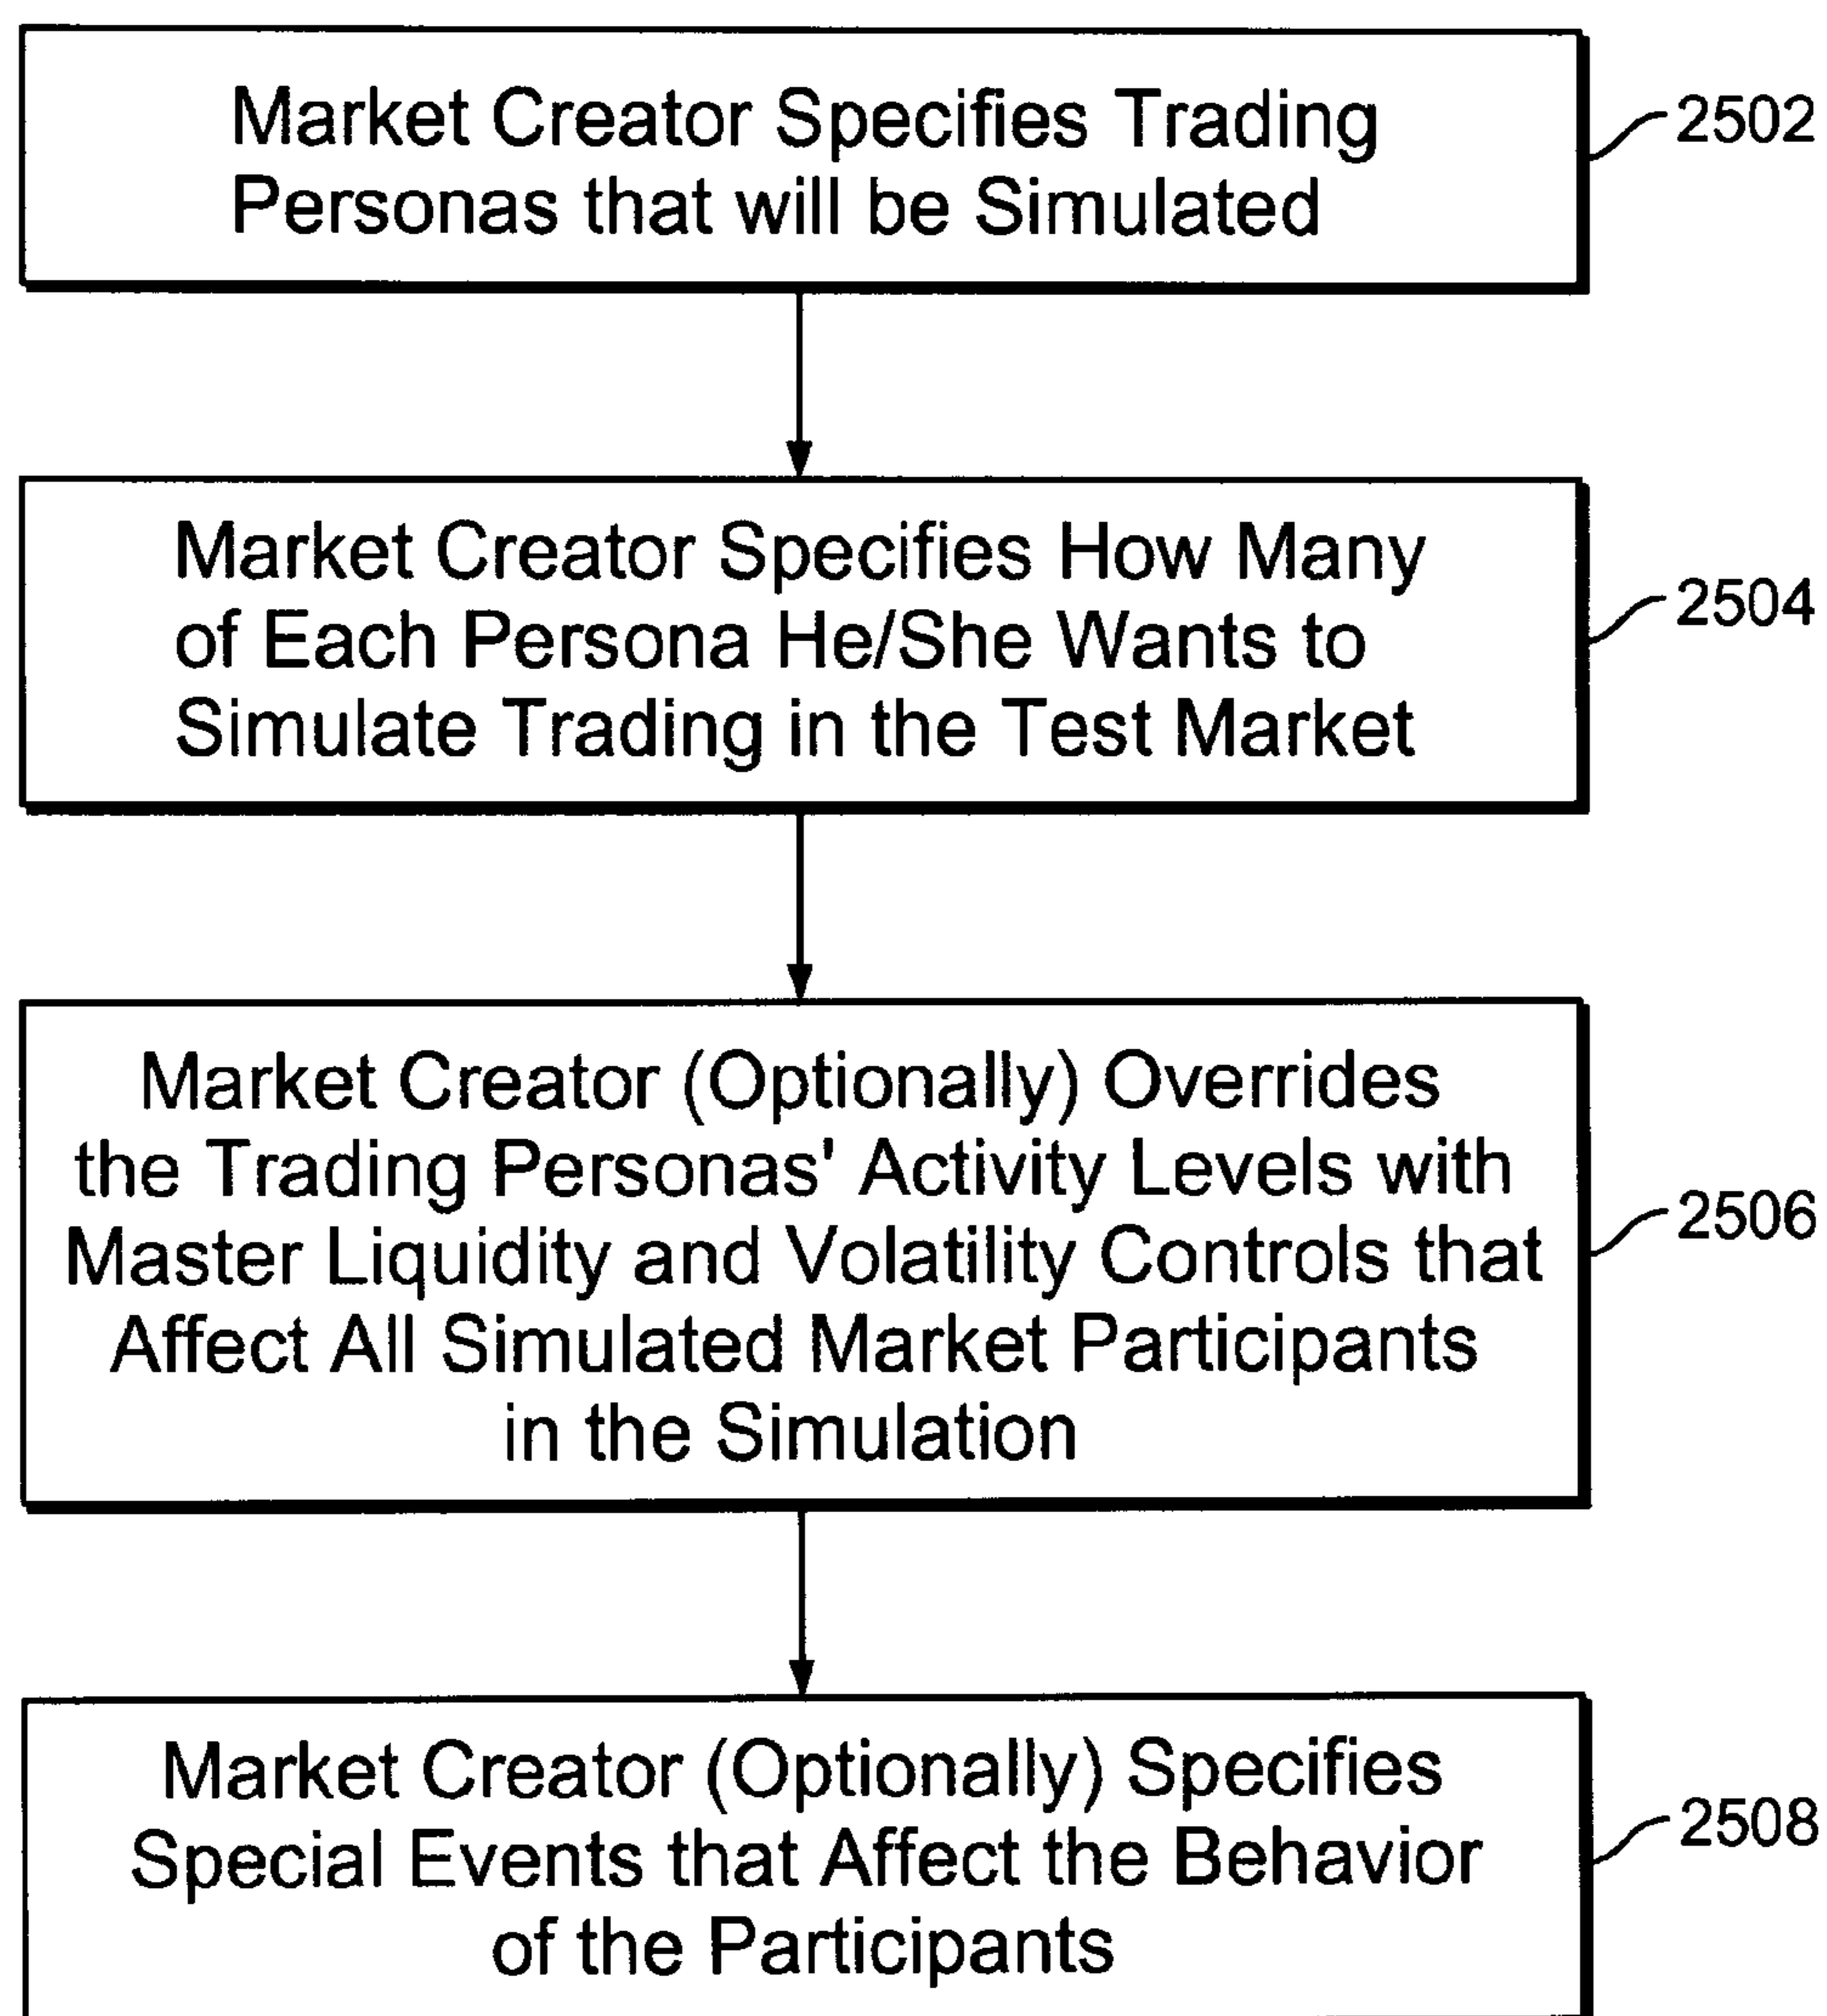 Market Creator Specifies Trading
Personas that will be Simulated
2502
Market Creator Specifies How Many
of Each Persona He/She Wants to
Simulate Trading in the Test Market
2504
Market Creator (Optionally) Overrides
the Trading Personas' Activity Levels with
Master Liquidity and Volatility Controls that
Affect All Simulated Market Participants
in the Simulation
2506
Market Creator (Optionally) Specifies
Special Events that Affect the Behavior
of the Participants
2508